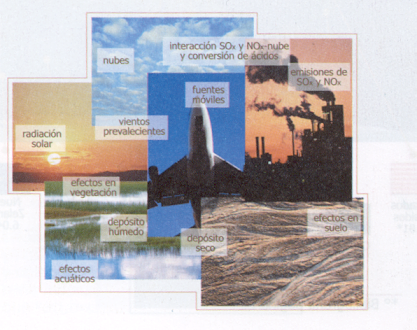 interacción SOx y NOx-nube
y conversión de ácidos
nubes
emisiones de
SOx y NOx
fuentes
móviles
vientos
prevalecientes
radiación
solar
efectos en
vegetación
depósito
húmedo
efectos en
suelo
depósito
seco
efectos
acuáticos